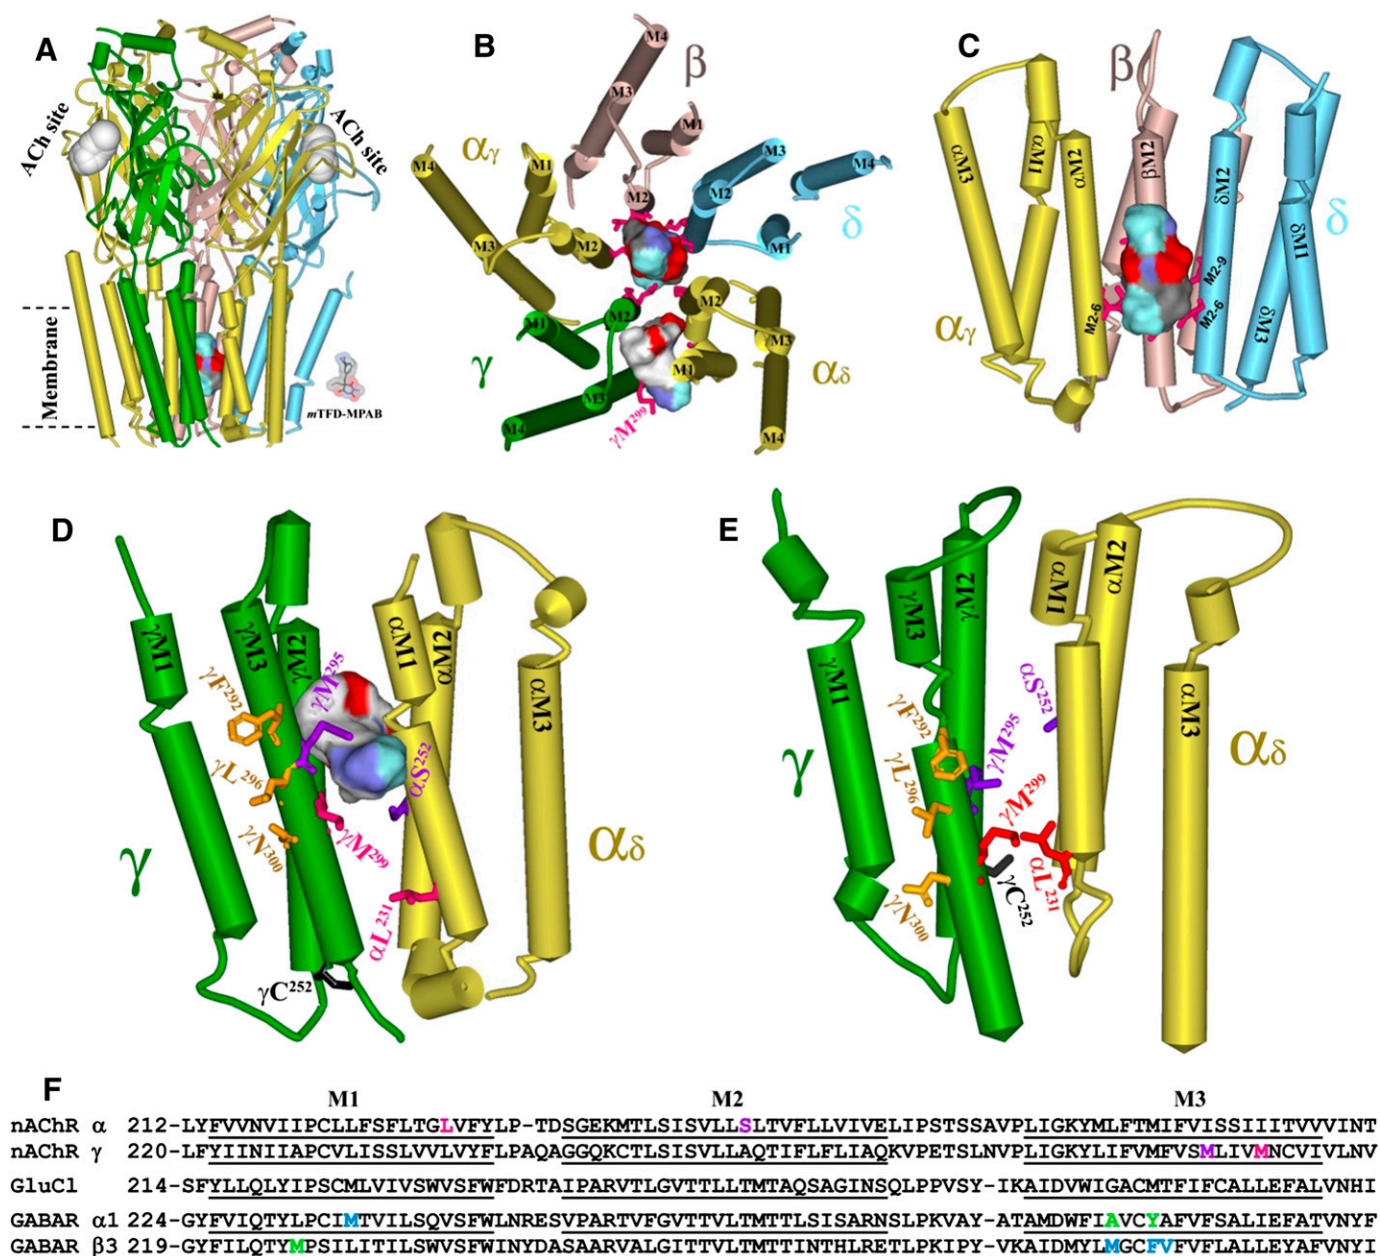 A
ACh site
ACh site
Membrane
mTFD-MPAB
B
β
M4
M3
M1
M2
αγ
M4
M1
M3
M2
M3
M2
M4
M1
δ
M2
M1
M2
γ
M3
M4
M1
M3
αδ
M4
γM299
C
β
αM3
αM1
αM2
βM2
δM2
δM1
δM3
δ
M2-9
M2-6
M2-6
αγ
D
γM1
γM3
γM2
αM1
αM2
αM3
γF292
γM295
γL296
αS252
γN300
γM299
αL231
γC252
γ
αδ
E
γM2
γM3
γM1
αM1
αM2
αM3
αS252
γF292
γM295
γL296
γM299
αL231
γC252
γN300
γ
αδ
F
M1 M2 M3
nAChR α 212-LYFVVNVIIPCLLFSFLTGLVFYLP-TDSGEKMTLSISVLLSLTVFLLVIVELIPSTSSAVPLIGKYMLFTMIFVISSIIITVVVINT
nAChR γ 220-LFYIINIIAPCVLISSLVVLVYFLPAQAGGQKCTLSISVLLAQTIFLFLIAQKVPETSLNVPLIGKYLIFVMFVSMLIVMNCVIVLNV
GluCl 214-SFYLLQLYIPSCMLVIVSWVSFWFDRTAIPARVTLGVTTLLTMTAQSAGINSQLPPVSY-IKAIDVWIGACMTFIFCALLEFALVNHI
GABAR α1 224-GYFVIQTYLPCIMTVILSQVSFWLNRESVPARTVFGVTTVLTMTTLSISARNSLPKVAY-ATAMDWFIAVCYAFVFSALIEFATVNYF
GABAR β3 219-GYFILQTYMPSILITILSWVSFWINYDASAARVALGITTVLTMTTINTHLRETLPKIPY-VKAIDMYLMGCFVFVFLALLEYAFVNYI